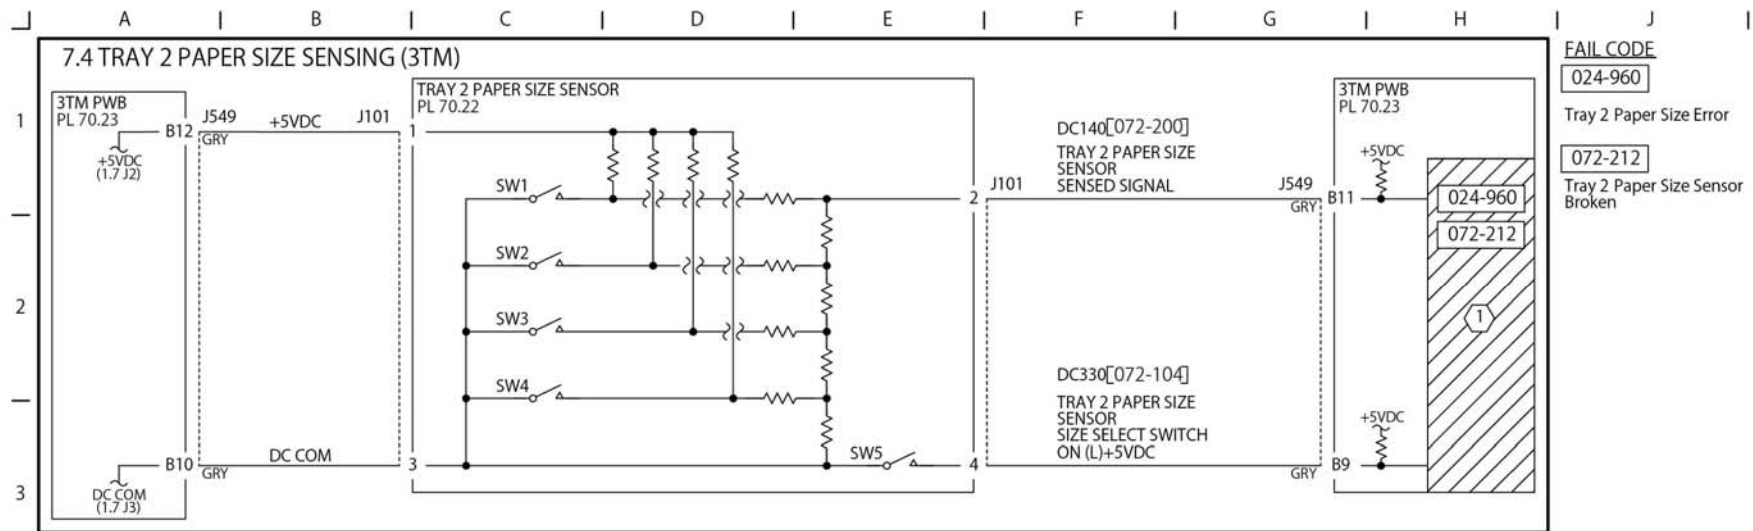 A B C D E F G H J
7.4 TRAY 2 PAPER SIZE SENSING (3TM)
1
2
3
3TM PWB
PL 70.23
B12
+5VDC
(1.7 J2)
B10
DC COM
(1.7 J3)
J549 +5VDC J101
GRY
DC COM
GRY
TRAY 2 PAPER SIZE SENSOR
PL 70.22
1
SW1
2
SW2
SW3
SW4
3
SW5
4
J101
DC140[072-200]
TRAY 2 PAPER SIZE
SENSOR
SENSED SIGNAL
J549
GRY
DC330[072-104]
TRAY 2 PAPER SIZE
SENSOR
SIZE SELECT SWITCH
ON (L)+5VDC
GRY
3TM PWB
PL 70.23
+5VDC
B11
024-960
072-212
1
+5VDC
B9
FAIL CODE
024-960
Tray 2 Paper Size Error
072-212
Tray 2 Paper Size Sensor
Broken